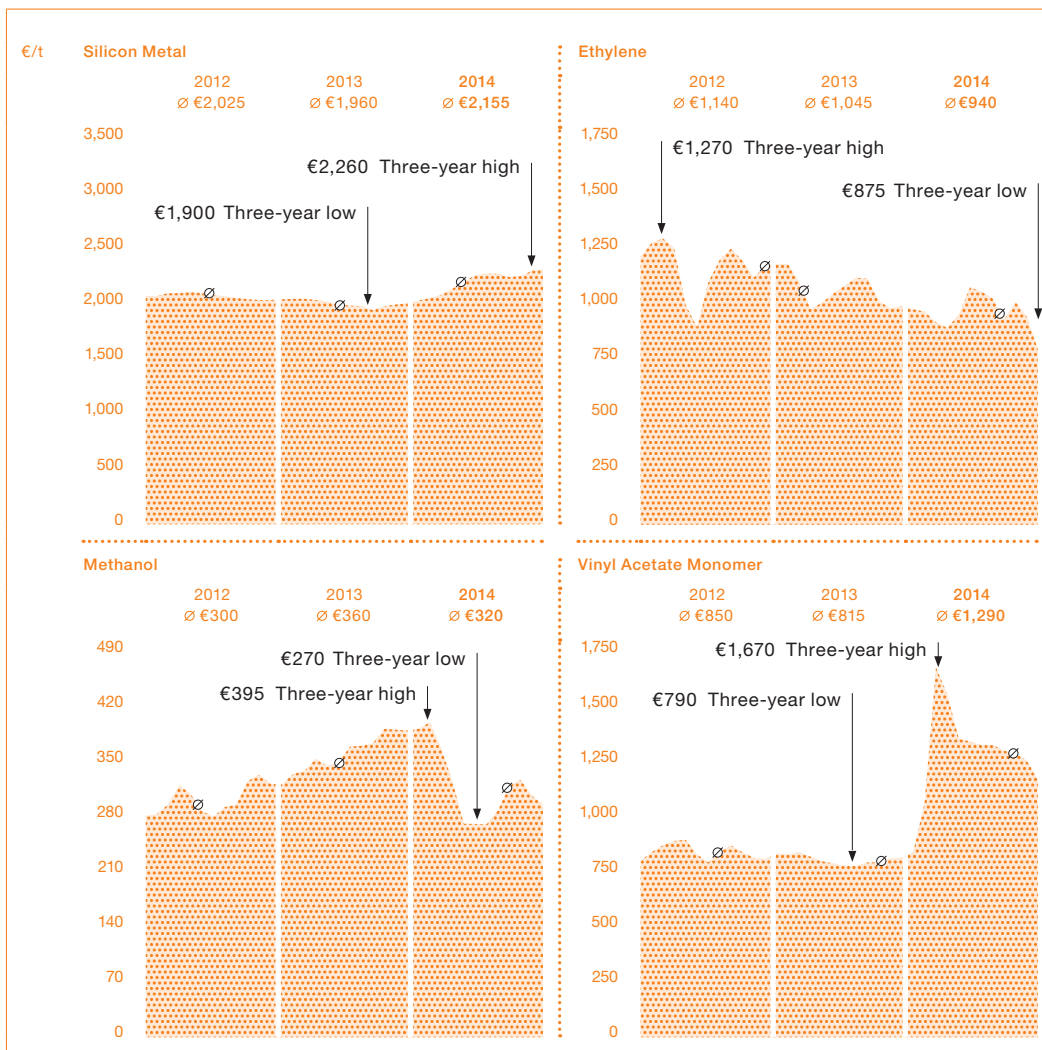 €/t
Silicon Metal
2012 2013 2014
Ø €2,025 Ø €1,960 Ø €2,155
3,500
€2,260 Three-year high
3,000
€1,900 Three-year low
2,500
2,000
1,500
1,000
500
0
Ethylene
2012 2013 2014
Ø €1,140 Ø €1,045 Ø €940
1,750
€1,270 Three-year high
1,500
€875 Three-year low
1,250
1,000
750
500
250
0
Methanol
2012 2013 2014
Ø €300 Ø €360 Ø €320
490
€270 Three-year low
420
€395 Three-year high
350
280
210
140
70
0
Vinyl Acetate Monomer
2012 2013 2014
Ø €850 Ø €815 Ø €1,290
1,750
€1,670 Three-year high
€790 Three-year low
1,500
1,250
1,000
750
500
250
0